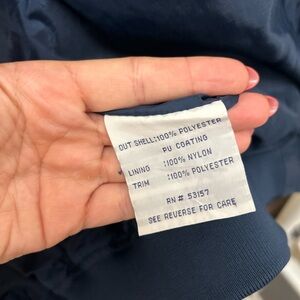 OUT SHELL:100% POLYESTER
PU COATING
LINING :100% NYLON
TRIM :100% POLYESTER
RN # 53157
SEE REVERSE FOR CARE